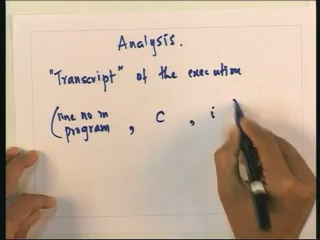 Analysis.
"Transcript" of the execution
(line no in
program , c , i